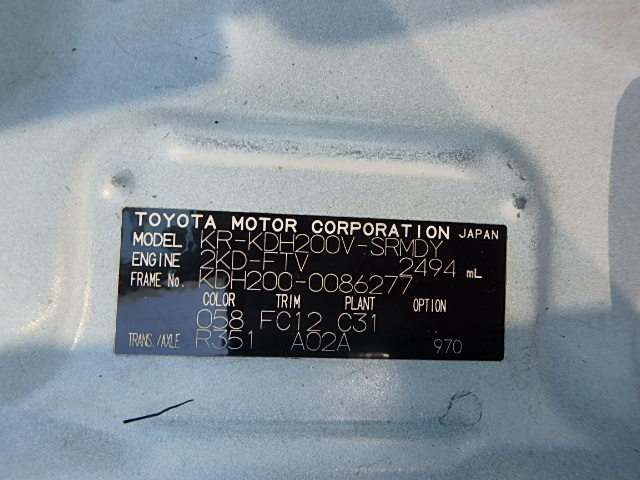 TOYOTA MOTOR CORPORATION JAPAN
MODEL KR-KDH200V-SRMDY
ENGINE 2KD-FTV 2494 mL
FRAME No. KDH200-0086277
COLOR TRIM PLANT OPTION
058 FC12 C31
TRANS./AXLE R351 A02A 970